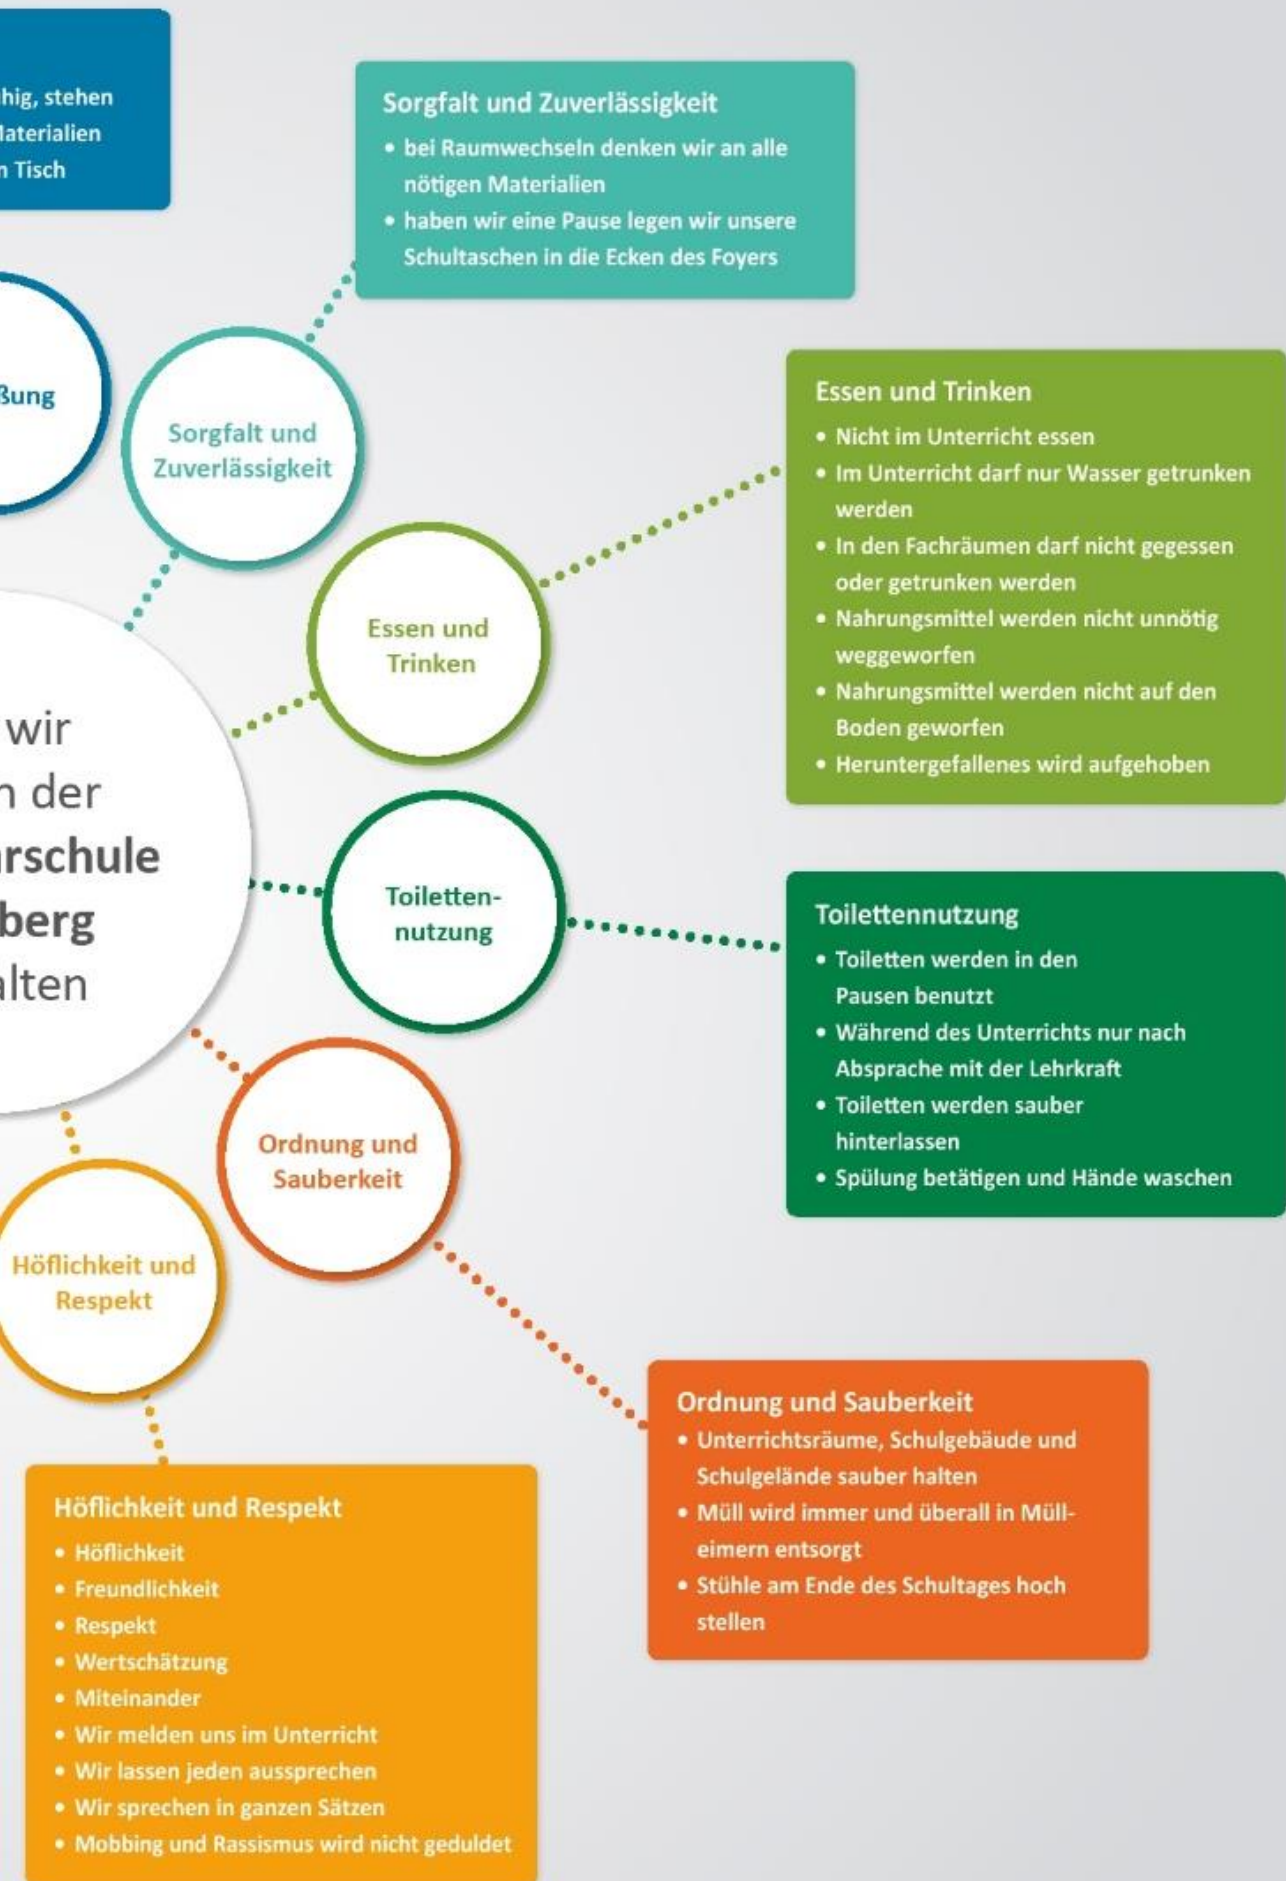 stehen
Tisch
Sorgfalt und Zuverlässigkeit
• bei Raumwechseln denken wir an alle
nötigen Materialien
• haben wir eine Pause legen wir unsere
Schultaschen in die Ecken des Foyers
Sorgfalt und
Zuverlässigkeit
Essen und Trinken
• Nicht im Unterricht essen
• Im Unterricht darf nur Wasser getrunken
werden
• In den Fachräumen darf nicht gegessen
oder getrunken werden
• Nahrungsmittel werden nicht unnötig
weggeworfen
• Nahrungsmittel werden nicht auf den
Boden geworfen
• Heruntergefallenes wird aufgehoben
Essen und
Trinken
wir
der
Toiletten-
nutzung
Toilettennutzung
• Toiletten werden in den
Pausen benutzt
• Während des Unterrichts nur nach
Absprache mit der Lehrkraft
• Toiletten werden sauber
hinterlassen
• Spülung betätigen und Hände waschen
Ordnung und
Sauberkeit
Höflichkeit und
Respekt
Ordnung und Sauberkeit
• Unterrichtsräume, Schulgebäude und
Schulgelände sauber halten
• Müll wird immer und überall in Müll-
eimern entsorgt
• Stühle am Ende des Schultages hoch
stellen
Höflichkeit und Respekt
• Höflichkeit
• Freundlichkeit
• Respekt
• Wertschätzung
• Miteinander
• Wir melden uns im Unterricht
• Wir lassen jeden aussprechen
• Wir sprechen in ganzen Sätzen
• Mobbing und Rassismus wird nicht geduldet